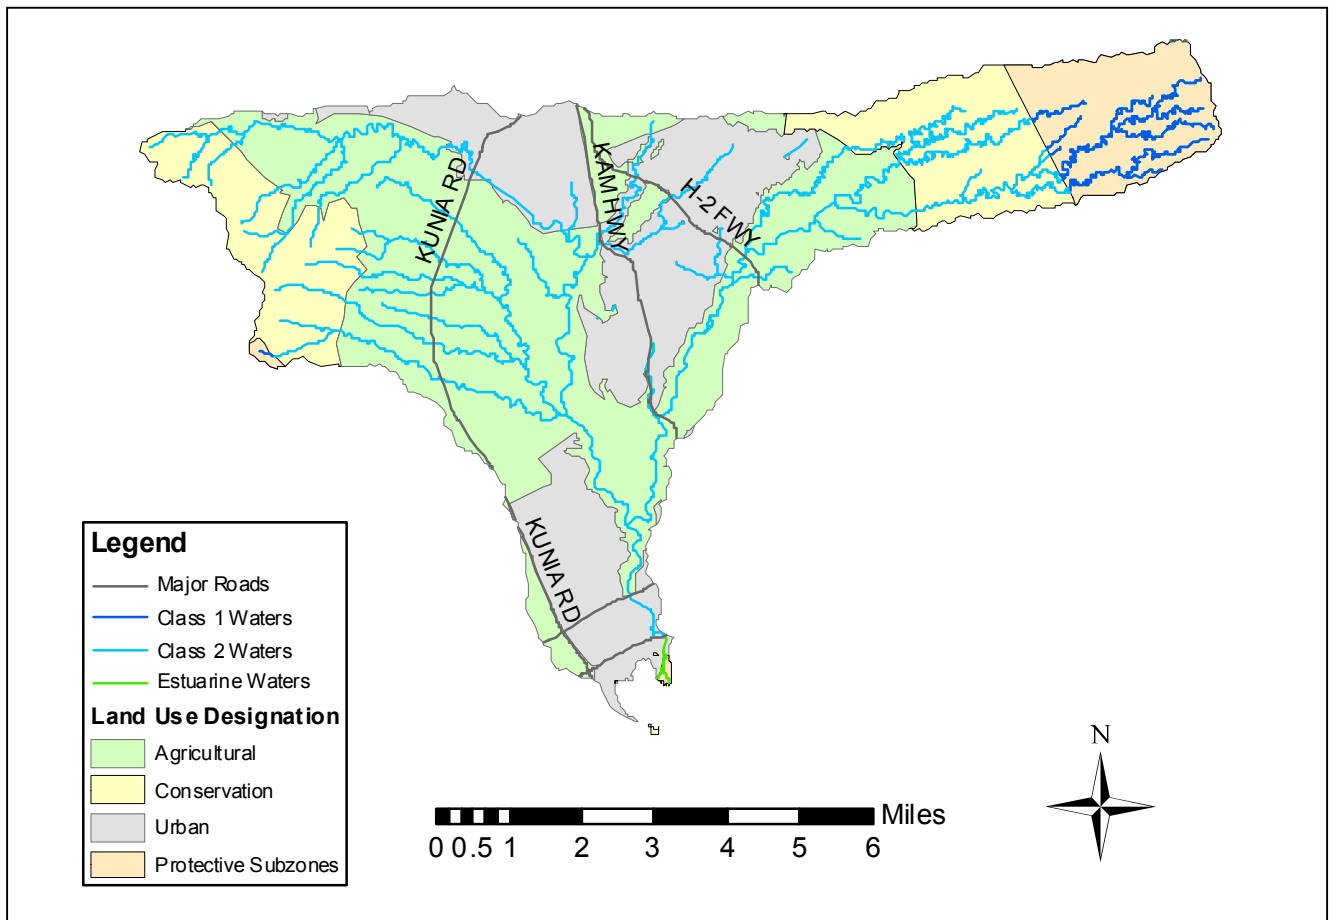 KUNIA RD
KAM HWY
H-2 FWY
KUNIA RD
Legend
Major Roads
Class 1 Waters
Class 2 Waters
Estuarine Waters
Land Use Designation
Agricultural
Conservation
Urban
Protective Subzones
Miles
0 0.5 1 2 3 4 5 6
N